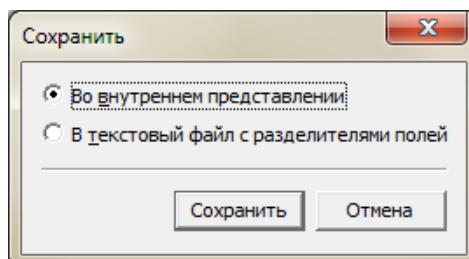 Сохранить
Во внутреннем представлении
В текстовый файл с разделителями полей
Сохранить
Отмена